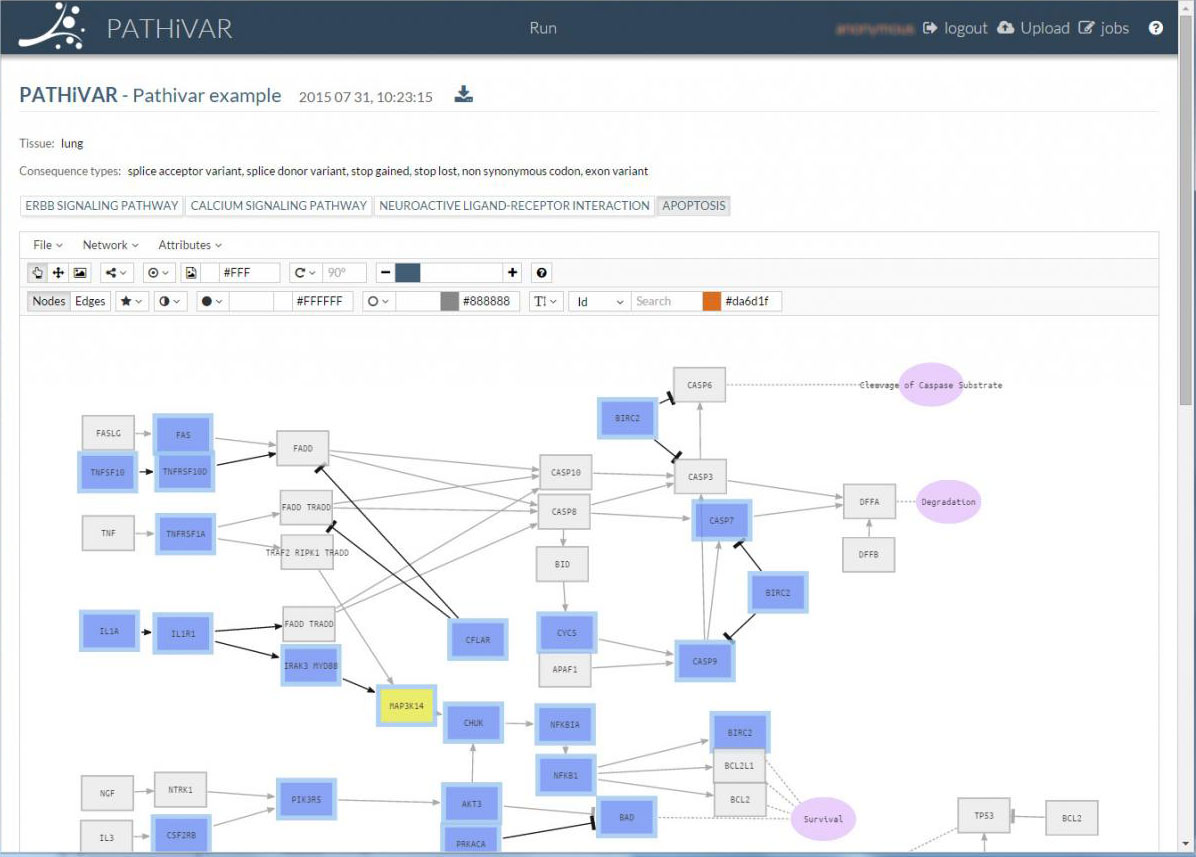 PATHiVAR Run logout Upload jobs ?
PATHiVAR - Pathivar example 2015 07 31, 10:23:15
Tissue: lung
Consequence types: splice acceptor variant, splice donor variant, stop gained, stop lost, non synonymous codon, exon variant
ERBB SIGNALING PATHWAY CALCIUM SIGNALING PATHWAY NEUROACTIVE LIGAND-RECEPTOR INTERACTION APOPTOSIS
File Network Attributes
#FFF 90º ?
Nodes Edges #FFFFFF #888888 TI Id Search #da6d1f
CASP6 Cleavage of Caspase Substrate
BIRC2
FASLG FAS
FADD
TNFSF10 TNFRSF10D CASP10 CASP3
FADD TRADD CASP8 CASP7 DFFA Degradation
TNF TNFRSF1A
TRAF2 RIPK1 TRADD DFFB
BID
BIRC2
IL1A IL1R1 FADD TRADD CFLAR CYCS
IRAK3 MYD88 APAF1 CASP9
MAP3K14
CHUK NFKBIA BIRC2
NFKB1 BCL2L1
NGF NTRK1 PIK3R5 AKT3 BCL2
BAD Survival TP53 BCL2
IL3 CSF2RB PRKACA